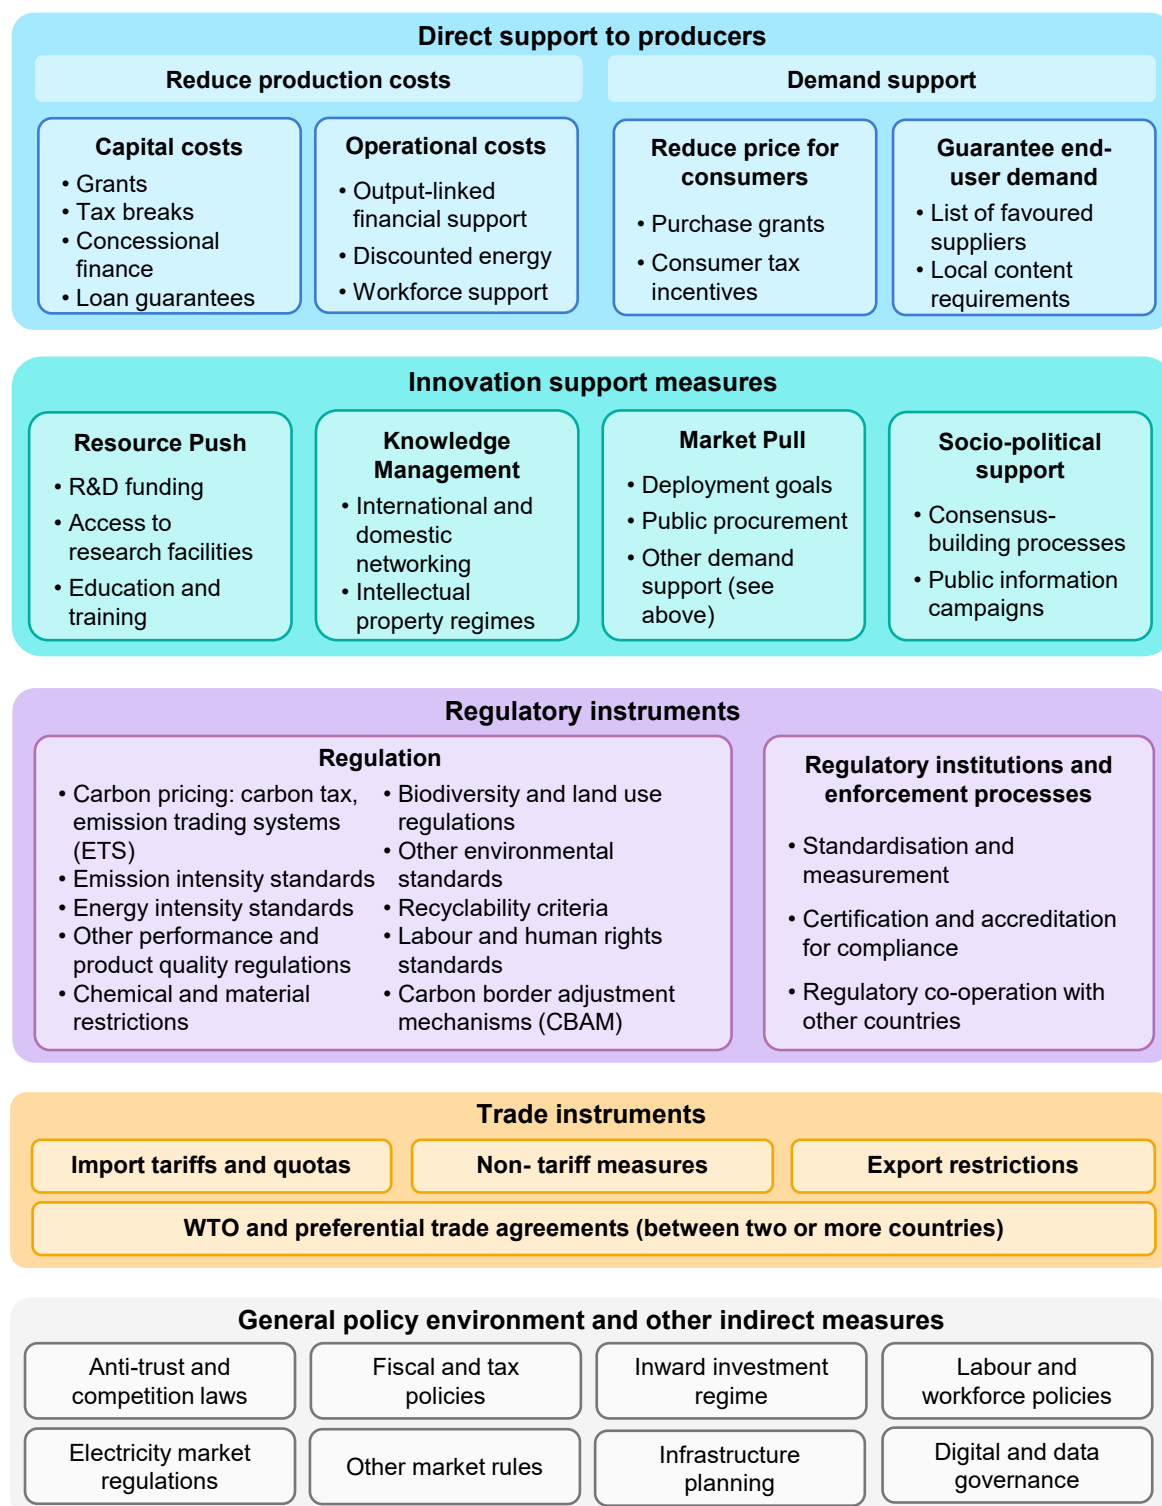 Direct support to producers
Reduce production costs
Demand support
Capital costs
• Grants
• Tax breaks
• Concessional
finance
• Loan guarantees
Operational costs
• Output-linked
financial support
• Discounted energy
• Workforce support
Reduce price for
consumers
• Purchase grants
• Consumer tax
incentives
Guarantee end-
user demand
• List of favoured
suppliers
• Local content
requirements
Innovation support measures
Resource Push
• R&D funding
• Access to
research facilities
• Education and
training
Knowledge
Management
• International and
domestic
networking
• Intellectual
property regimes
Market Pull
• Deployment goals
• Public procurement
• Other demand
support (see
above)
Socio-political
support
• Consensus-
building processes
• Public information
campaigns
Regulatory instruments
Regulation
• Carbon pricing: carbon tax,
emission trading systems
(ETS)
• Emission intensity standards
• Energy intensity standards
• Other performance and
product quality regulations
• Chemical and material
restrictions
• Biodiversity and land use
regulations
• Other environmental
standards
• Recyclability criteria
• Labour and human rights
standards
• Carbon border adjustment
mechanisms (CBAM)
Regulatory institutions and
enforcement processes
• Standardisation and
measurement
• Certification and accreditation
for compliance
• Regulatory co-operation with
other countries
Trade instruments
Import tariffs and quotas
Non- tariff measures
Export restrictions
WTO and preferential trade agreements (between two or more countries)
General policy environment and other indirect measures
Anti-trust and
competition laws
Fiscal and tax
policies
Inward investment
regime
Labour and
workforce policies
Electricity market
regulations
Other market rules
Infrastructure
planning
Digital and data
governance